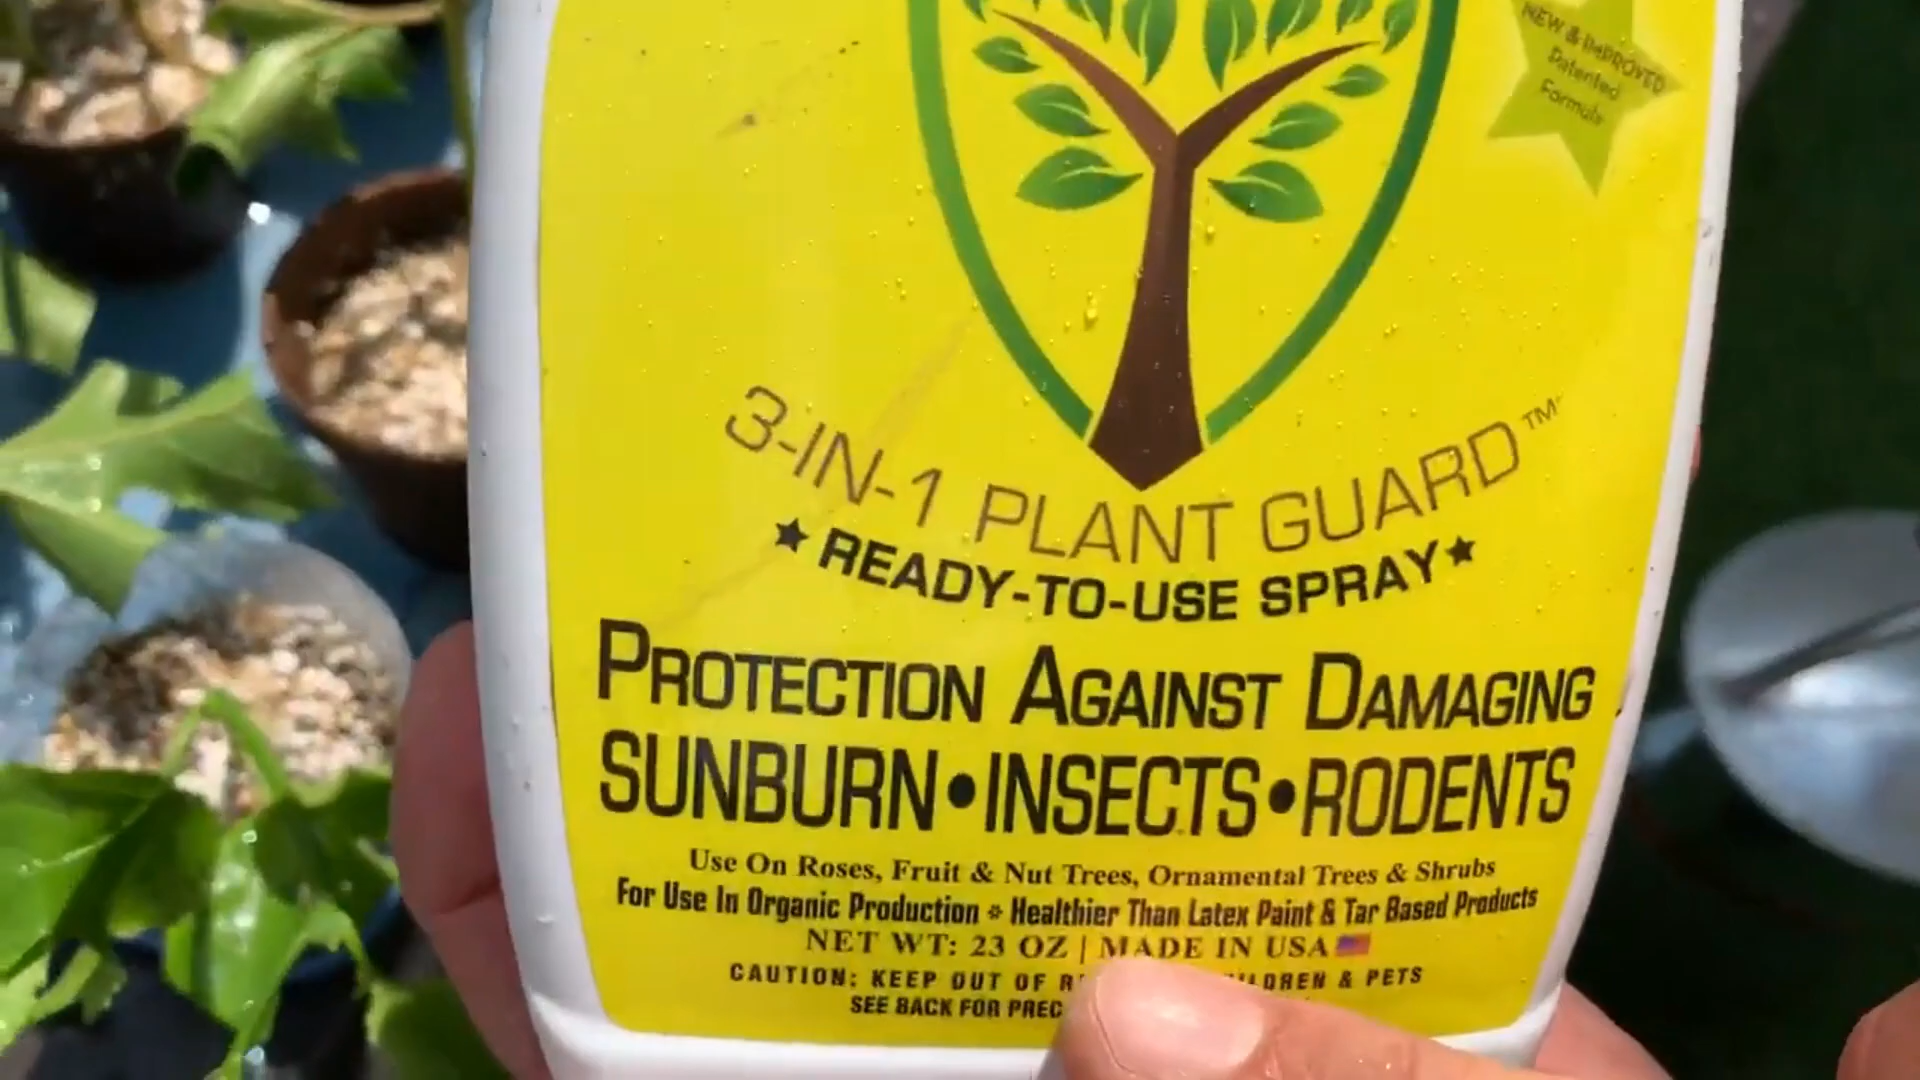 NEW & IMPROVED
Patented
Formula
3-IN-1 PLANT GUARD™
★READY-TO-USE SPRAY★
PROTECTION AGAINST DAMAGING
SUNBURN•INSECTS•RODENTS
Use On Roses, Fruit & Nut Trees, Ornamental Trees & Shrubs
For Use In Organic Production * Healthier Than Latex Paint & Tar Based Products
NET WT: 23 OZ | MADE IN USA
CAUTION: KEEP OUT OF & PETS
SEE BACK FOR